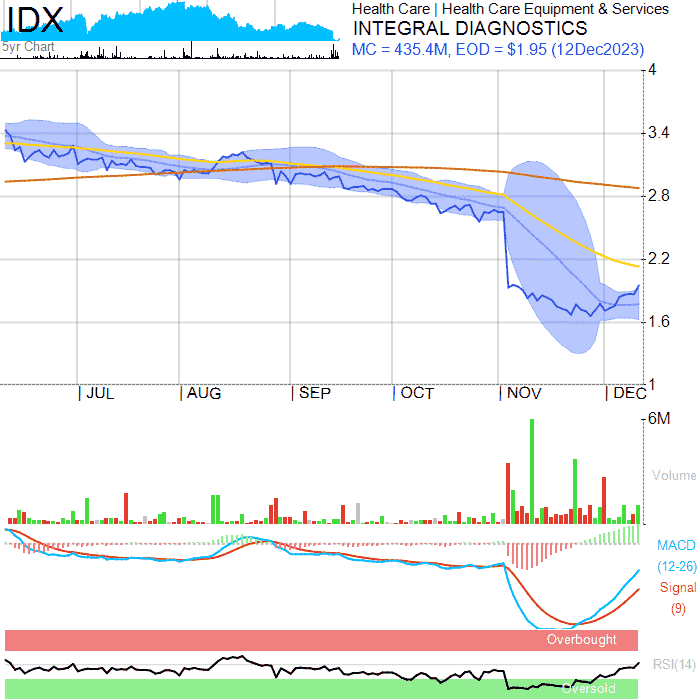 IDX
5yr Chart
Health Care | Health Care Equipment & Services
INTEGRAL DIAGNOSTICS
MC = 435.4M, EOD = $1.95 (12Dec2023)
4
3.4
2.8
2.2
1.6
1
| JUL | AUG | SEP | OCT | NOV | DEC
6M
Volume
MACD
(12-26)
Signal
(9)
Overbought
RSI(14)
Oversold